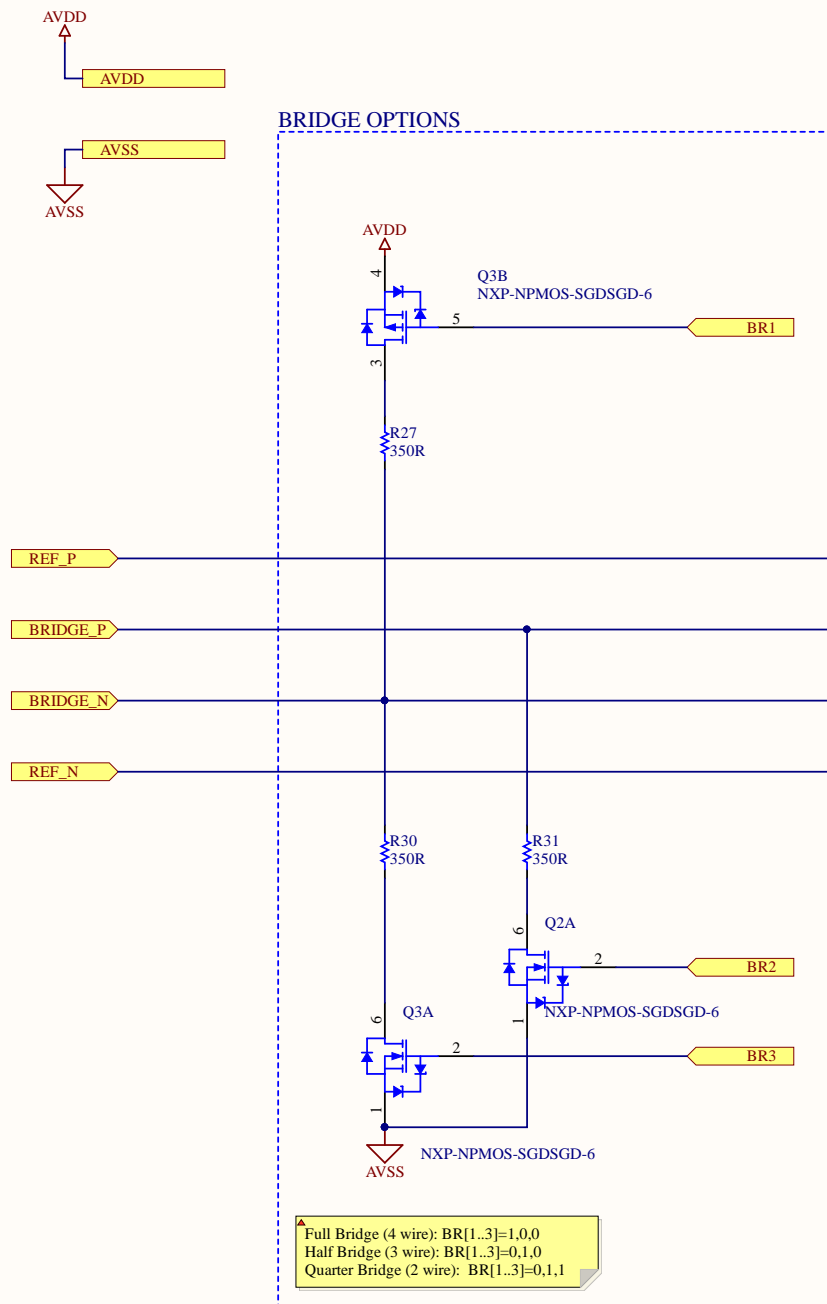 AVDD
AVDD
BRIDGE OPTIONS
AVSS
AVSS
AVDD
4
Q3B
NXP-NPMOS-SGDSGD-6
5
BR1
3
R27
350R
REF_P
BRIDGE_P
BRIDGE_N
REF_N
R30
350R
R31
350R
6
Q2A
2
BR2
1
NXP-NPMOS-SGDSGD-6
6
Q3A
2
BR3
1
NXP-NPMOS-SGDSGD-6
AVSS
Full Bridge (4 wire): BR[1..3]=1,0,0
Half Bridge (3 wire): BR[1..3]=0,1,0
Quarter Bridge (2 wire): BR[1..3]=0,1,1